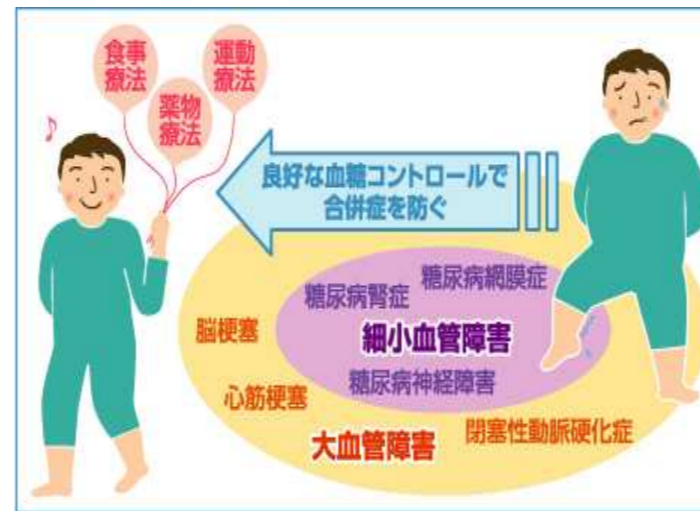 食事
療法
運動
療法
薬物
療法
良好な血糖コントロールで
合併症を防ぐ
糖尿病網膜症
糖尿病腎症
細小血管障害
脳梗塞
糖尿病神経障害
心筋梗塞
閉塞性動脈硬化症
大血管障害